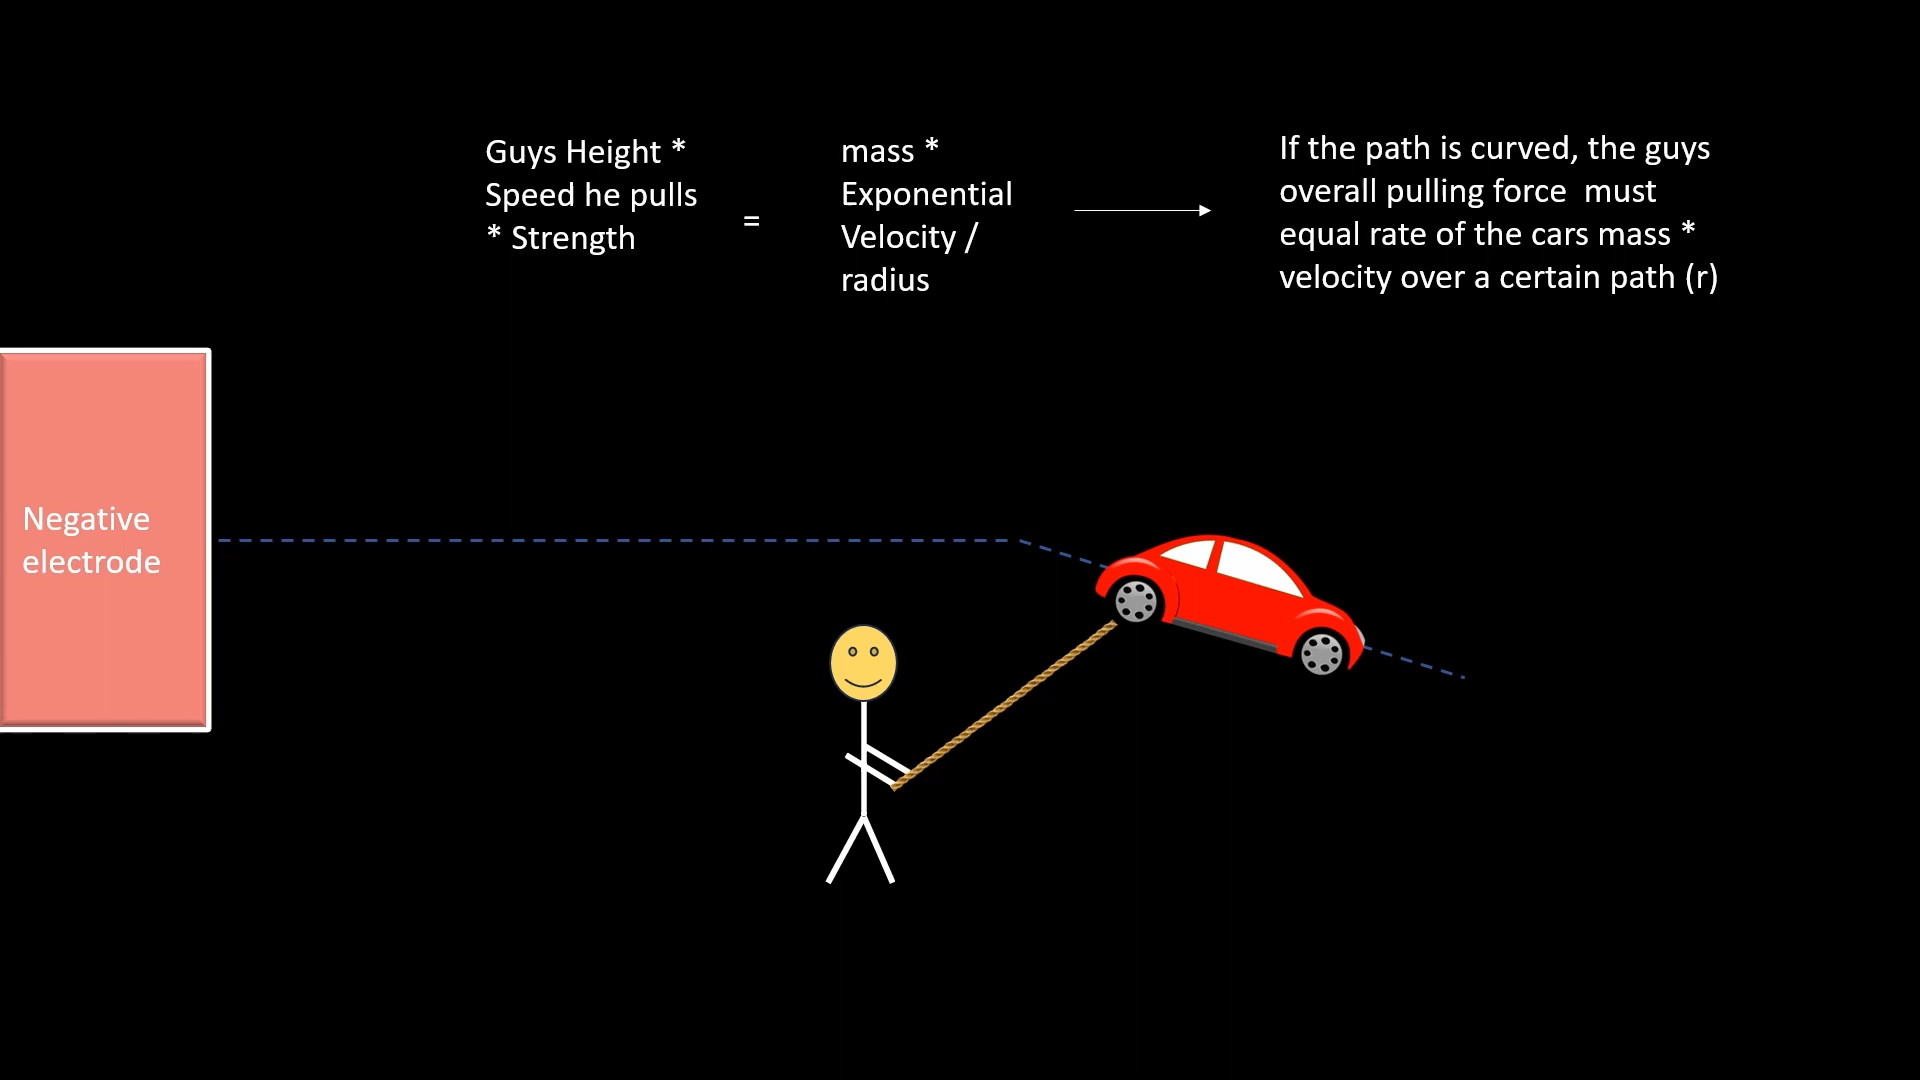 Guys Height *
Speed he pulls
* Strength
=
mass *
Exponential
Velocity /
radius
If the path is curved, the guys
overall pulling force  must
equal rate of the cars mass *
velocity over a certain path (r)
Negative
electrode